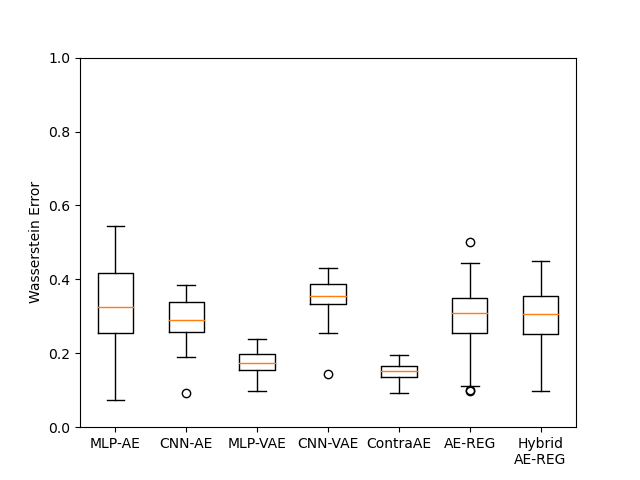 1.0
0.8
0.6
0.4
0.2
0.0
Wasserstein Error
MLP-AE
CNN-AE
MLP-VAE
CNN-VAE
ContraAE
AE-REG
Hybrid
AE-REG